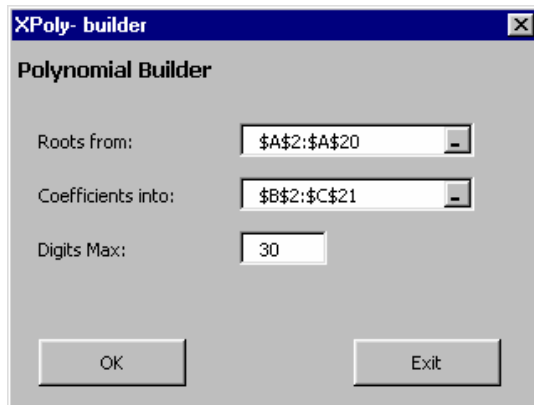 XPoly- builder
Polynomial Builder
Roots from: $A$2:$A$20
Coefficients into: $B$2:$C$21
Digits Max: 30
OK Exit